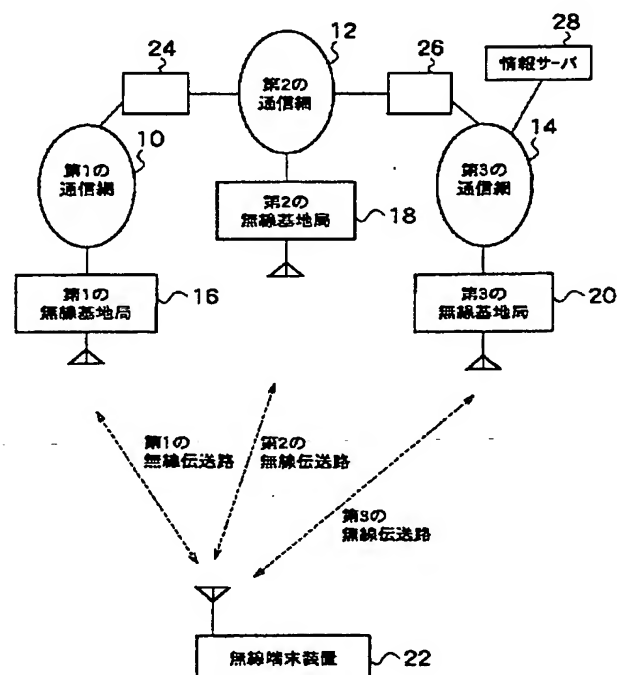 12
28
24
26
情報サーバ
第2の
通信網
14
10
第1の
通信網
第3の
通信網
第2の
無線基地局
18
第1の
無線基地局
16
第3の
無線基地局
20
第1の
無線伝送路
第2の
無線伝送路
第3の
無線伝送路
無線端末装置
22